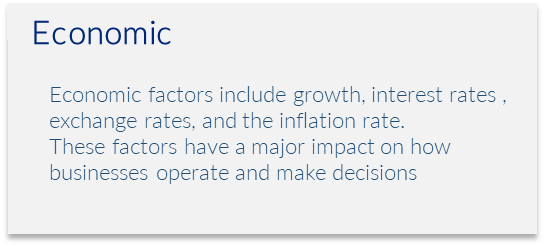 Economic
Economic factors include growth, interest rates ,
exchange rates, and the inflation rate.
These factors have a major impact on how
businesses operate and make decisions